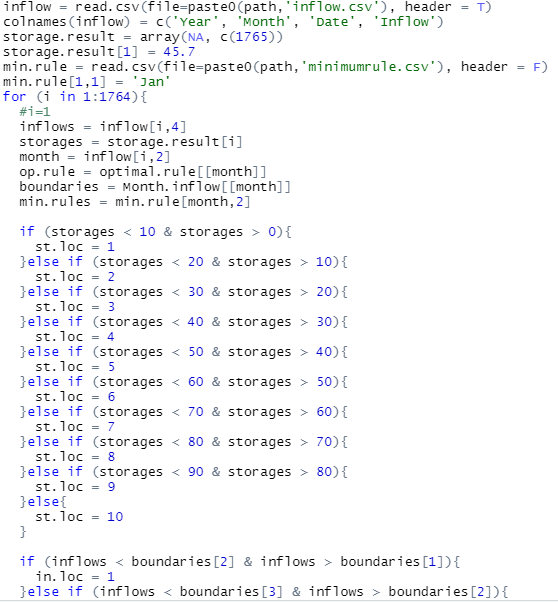 inflow = read.csv(file=paste0(path,'inflow.csv'), header = T)
colnames(inflow) = c('Year', 'Month', 'Date', 'Inflow')
storage.result = array(NA, c(1765))
storage.result[1] = 45.7
min.rule = read.csv(file=paste0(path,'minimumrule.csv'), header = F)
min.rule[1,1] = 'Jan'
for (i in 1:1764){
  #i=1
  inflows = inflow[i,4]
  storages = storage.result[i]
  month = inflow[i,2]
  op.rule = optimal.rule[[month]]
  boundaries = Month.inflow[[month]]
  min.rules = min.rule[month,2]

  if (storages < 10 & storages > 0){
    st.loc = 1
  }else if (storages < 20 & storages > 10){
    st.loc = 2
  }else if (storages < 30 & storages > 20){
    st.loc = 3
  }else if (storages < 40 & storages > 30){
    st.loc = 4
  }else if (storages < 50 & storages > 40){
    st.loc = 5
  }else if (storages < 60 & storages > 50){
    st.loc = 6
  }else if (storages < 70 & storages > 60){
    st.loc = 7
  }else if (storages < 80 & storages > 70){
    st.loc = 8
  }else if (storages < 90 & storages > 80){
    st.loc = 9
  }else{
    st.loc = 10
  }

  if (inflows < boundaries[2] & inflows > boundaries[1]){
    in.loc = 1
  }else if (inflows < boundaries[3] & inflows > boundaries[2]){